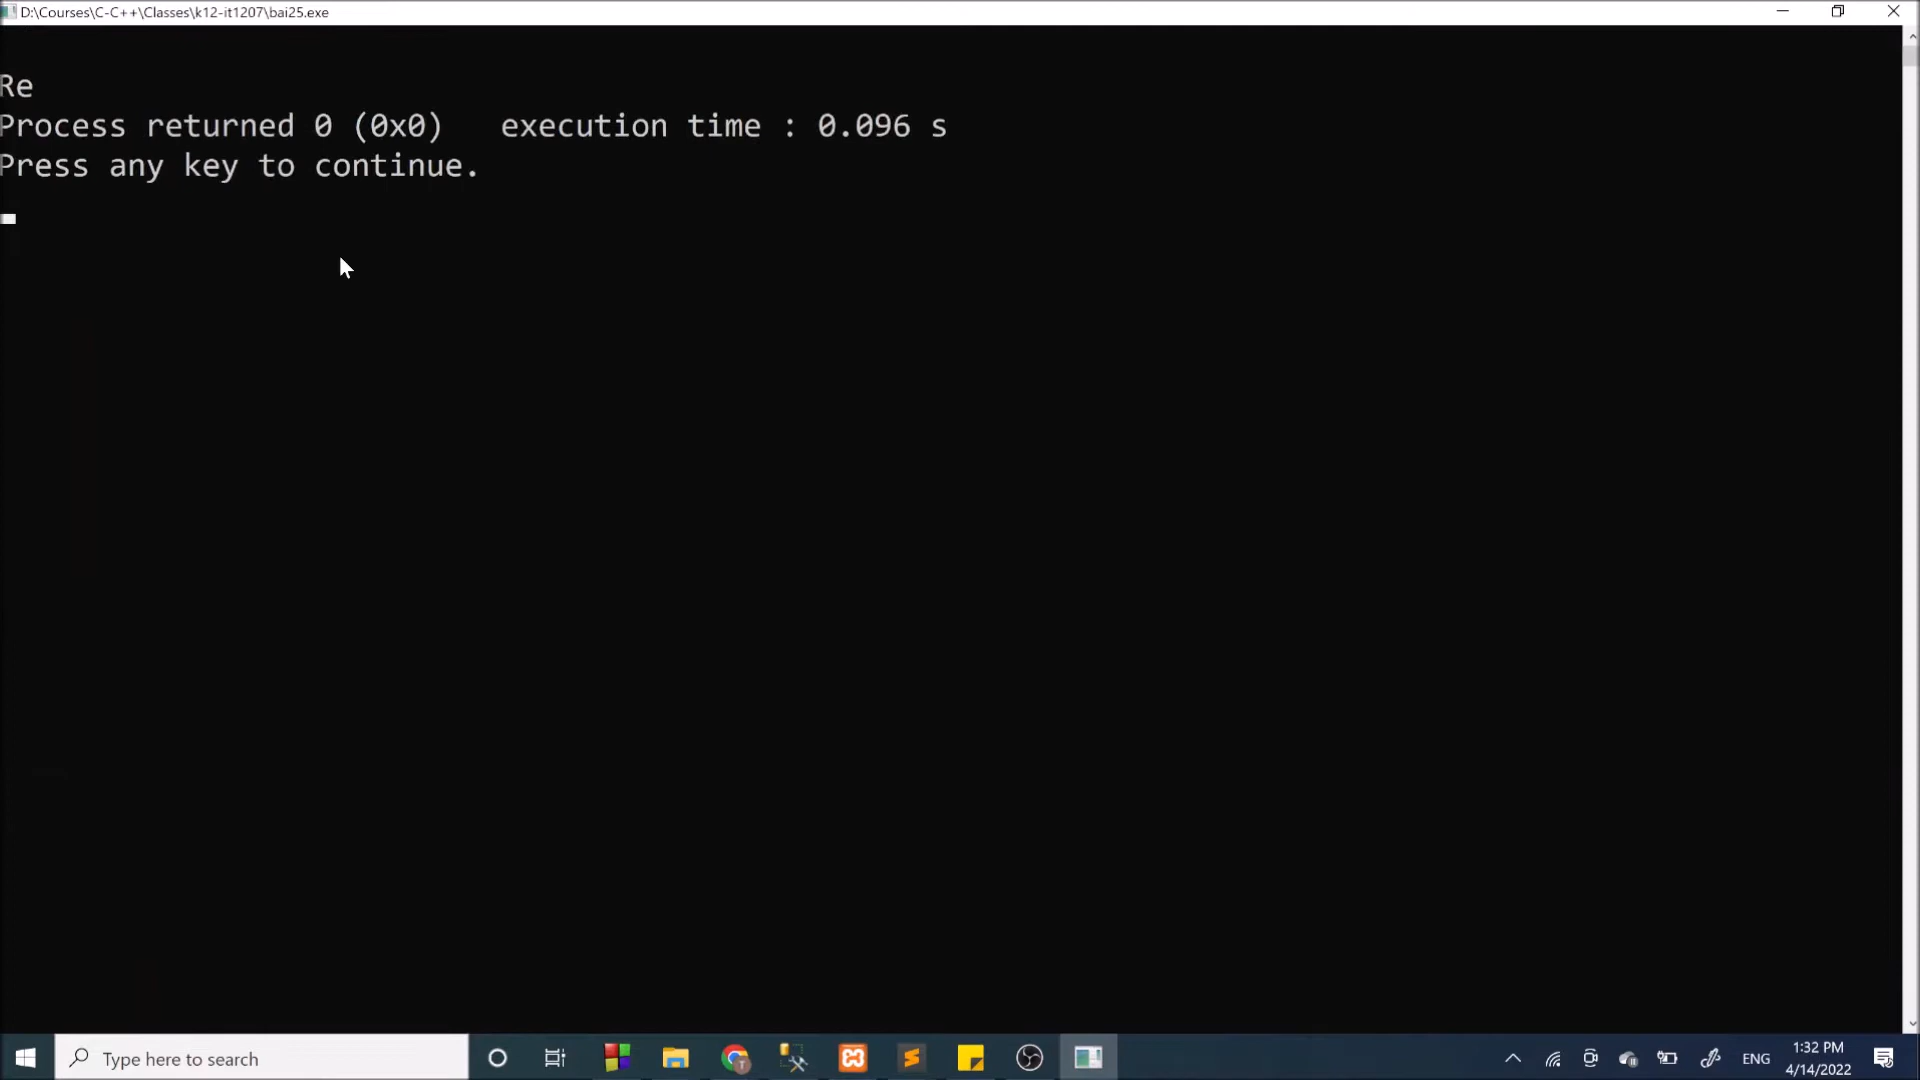 D:\Courses\C-C++\Classes\k12-it1207\bai25.exe
Re
Process returned 0 (0x0)   execution time : 0.096 s
Press any key to continue.
Type here to search
ENG
1:32 PM
4/14/2022